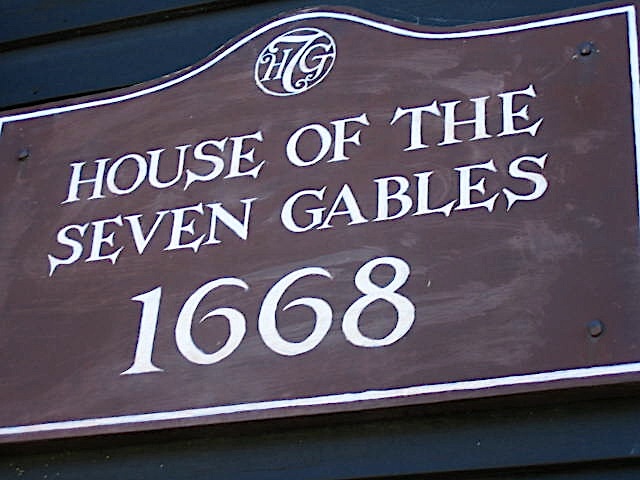 H7G
HOUSE OF THE
SEVEN GABLES
1668